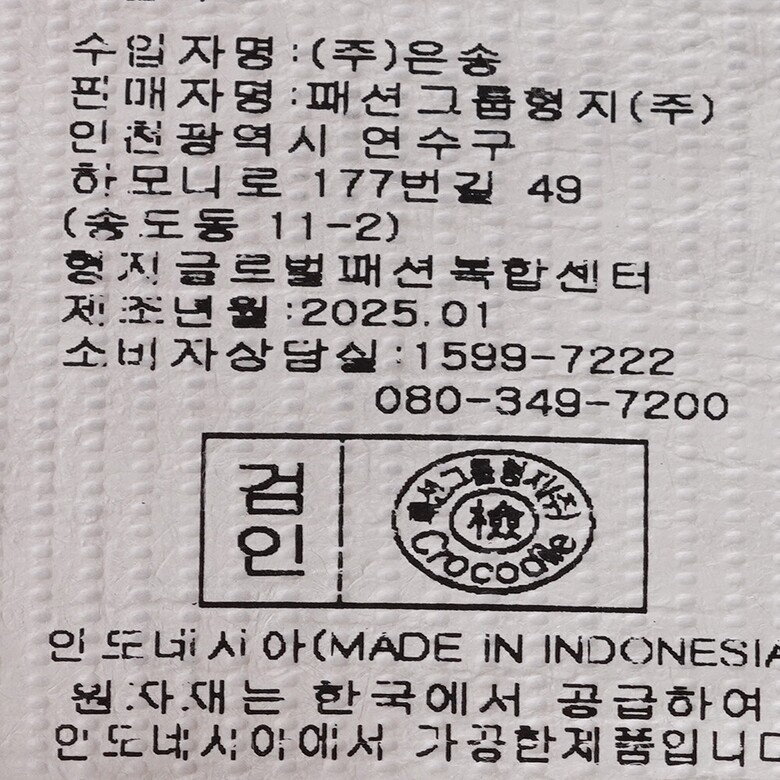 수입자명:(주)은송
판매자명:패션그룹형지(주)
인천광역시 연수구
하모니로 177번길 49
(송도동 11-2)
형지글로벌패션복합센터
제조년월:2025.01
소비자상담실:1599-7222
080-349-7200
검
인
패션그룹형지(주)
檢
Crocodile
인도네시아(MADE IN INDONESIA
원자재는 한국에서 공급하여
인도네시아에서 가공한제품입니다